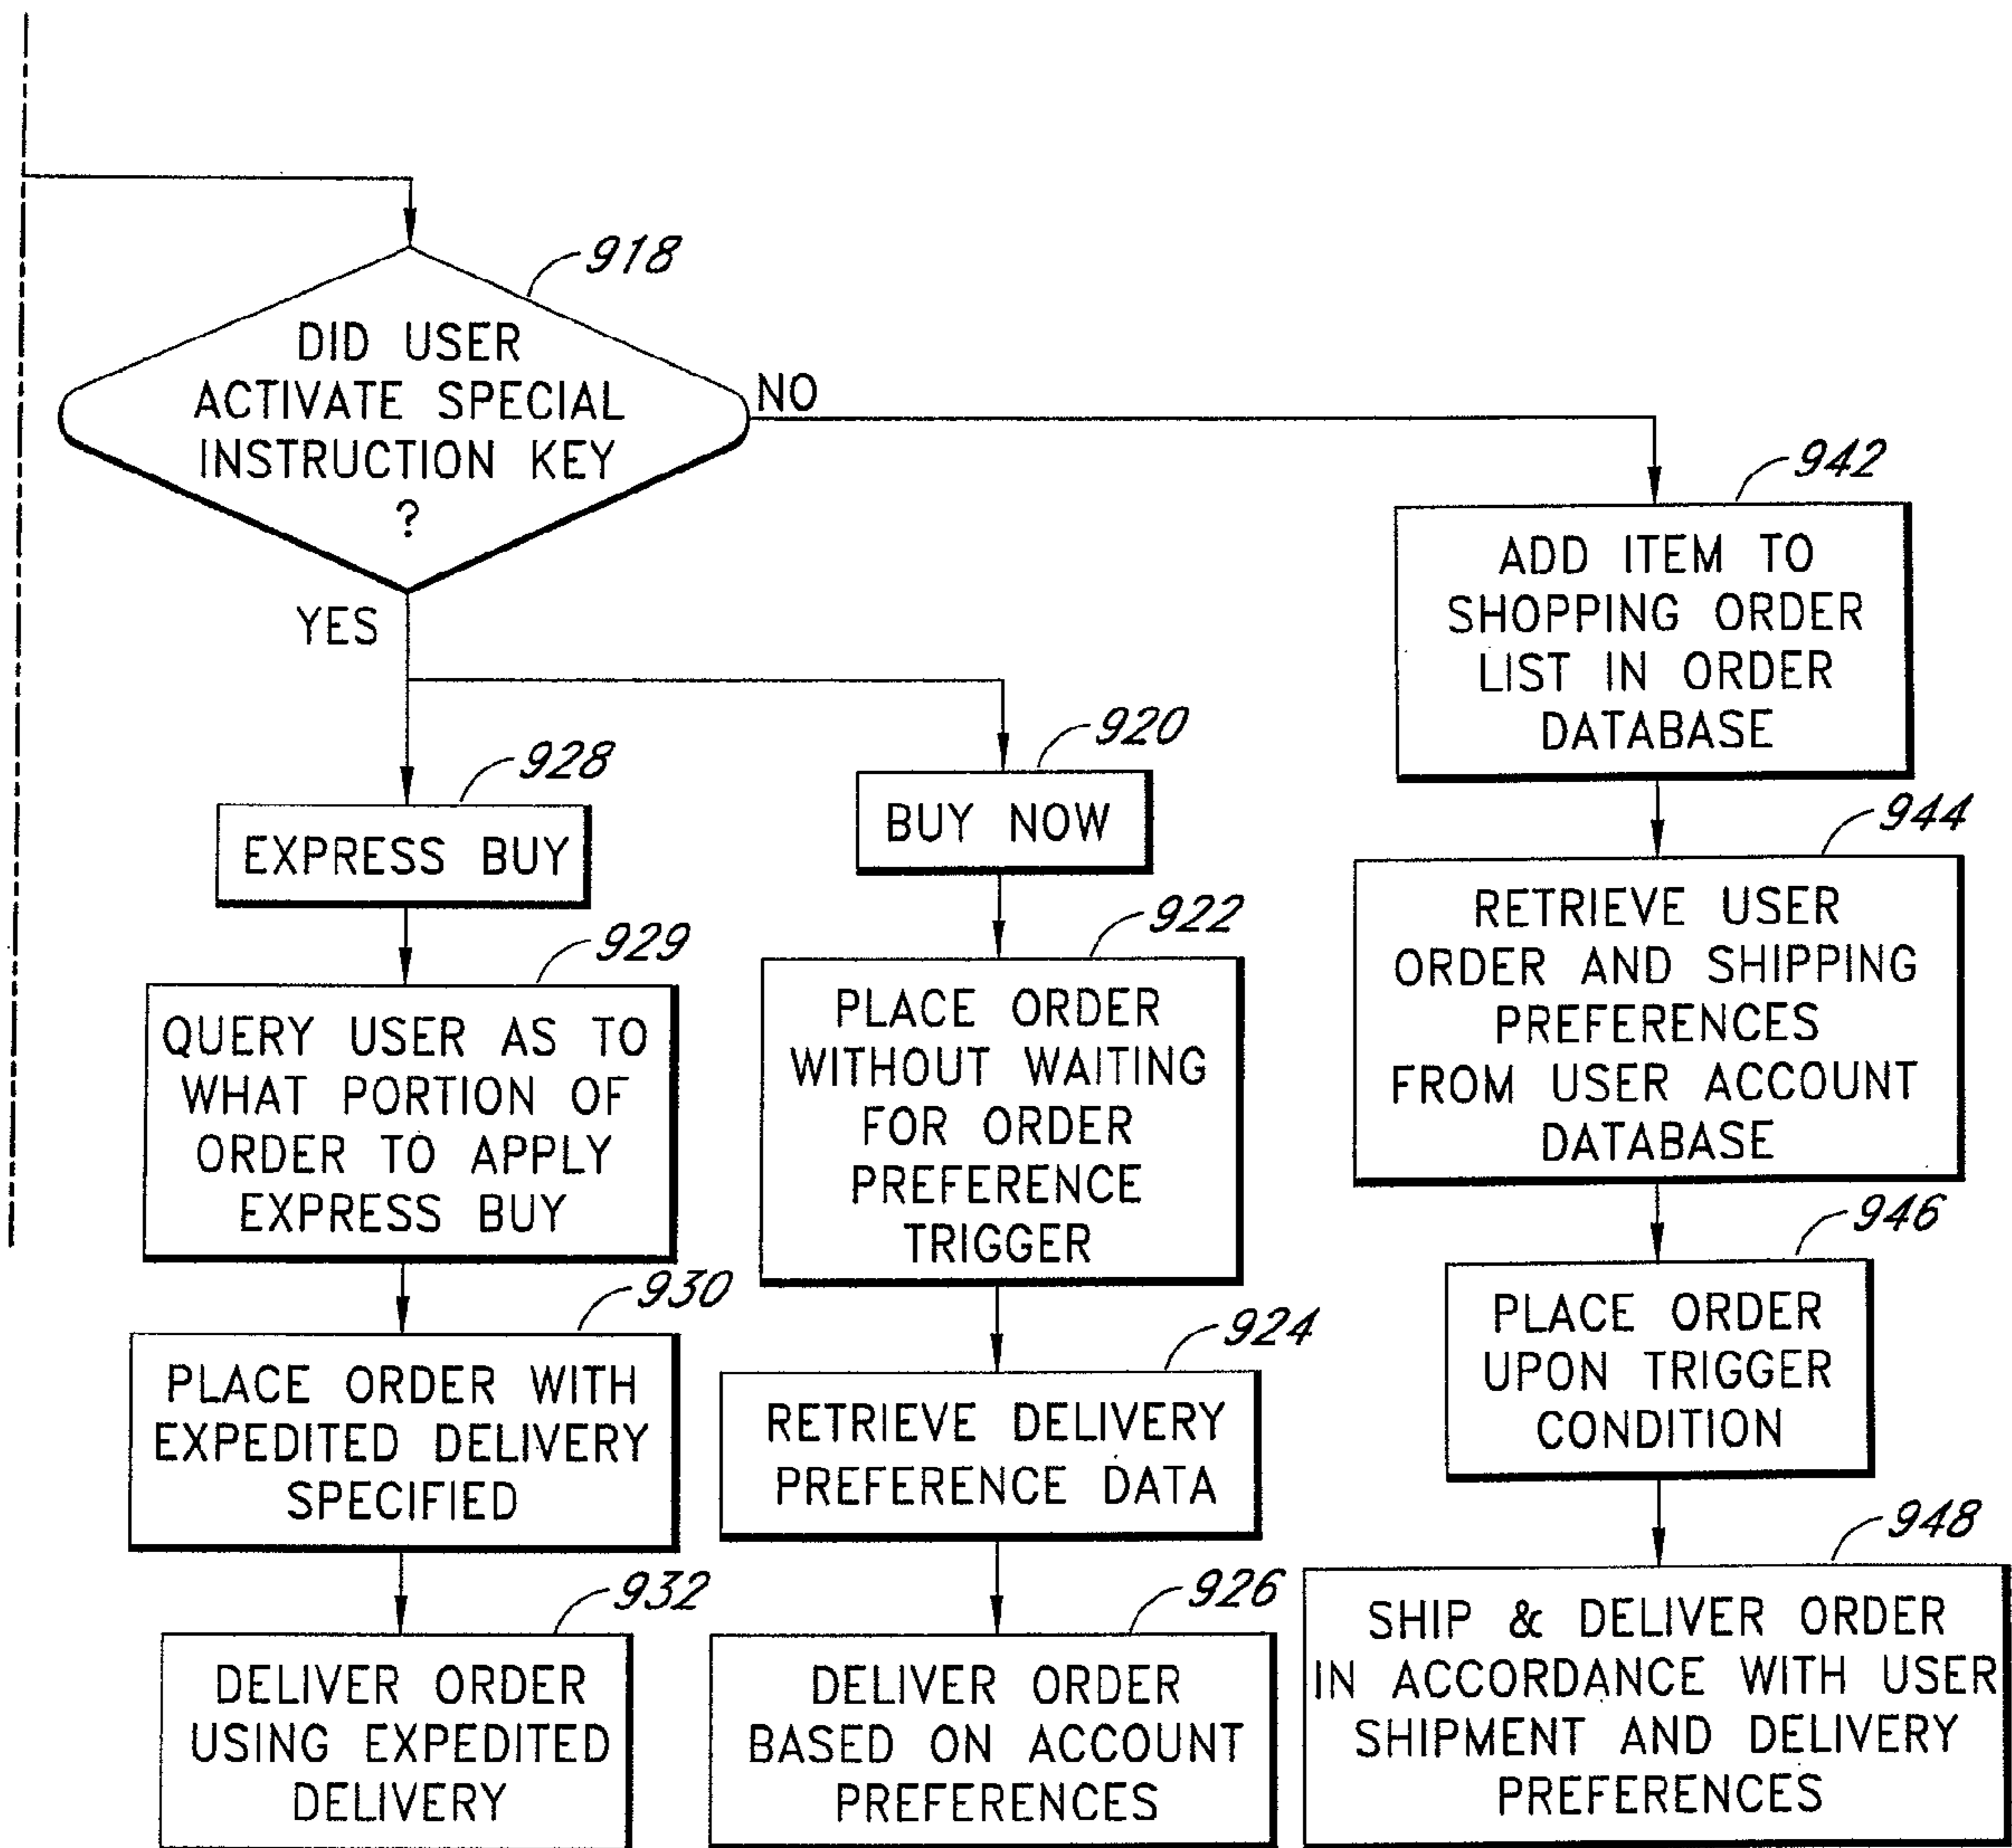 918
DID USER
ACTIVATE SPECIAL
INSTRUCTION KEY
?
NO
YES
928
EXPRESS BUY
929
QUERY USER AS TO
WHAT PORTION OF
ORDER TO APPLY
EXPRESS BUY
930
PLACE ORDER WITH
EXPEDITED DELIVERY
SPECIFIED
932
DELIVER ORDER
USING EXPEDITED
DELIVERY
920
BUY NOW
922
PLACE ORDER
WITHOUT WAITING
FOR ORDER
PREFERENCE
TRIGGER
924
RETRIEVE DELIVERY
PREFERENCE DATA
926
DELIVER ORDER
BASED ON ACCOUNT
PREFERENCES
942
ADD ITEM TO
SHOPPING ORDER
LIST IN ORDER
DATABASE
944
RETRIEVE USER
ORDER AND SHIPPING
PREFERENCES
FROM USER ACCOUNT
DATABASE
946
PLACE ORDER
UPON TRIGGER
CONDITION
948
SHIP & DELIVER ORDER
IN ACCORDANCE WITH USER
SHIPMENT AND DELIVERY
PREFERENCES